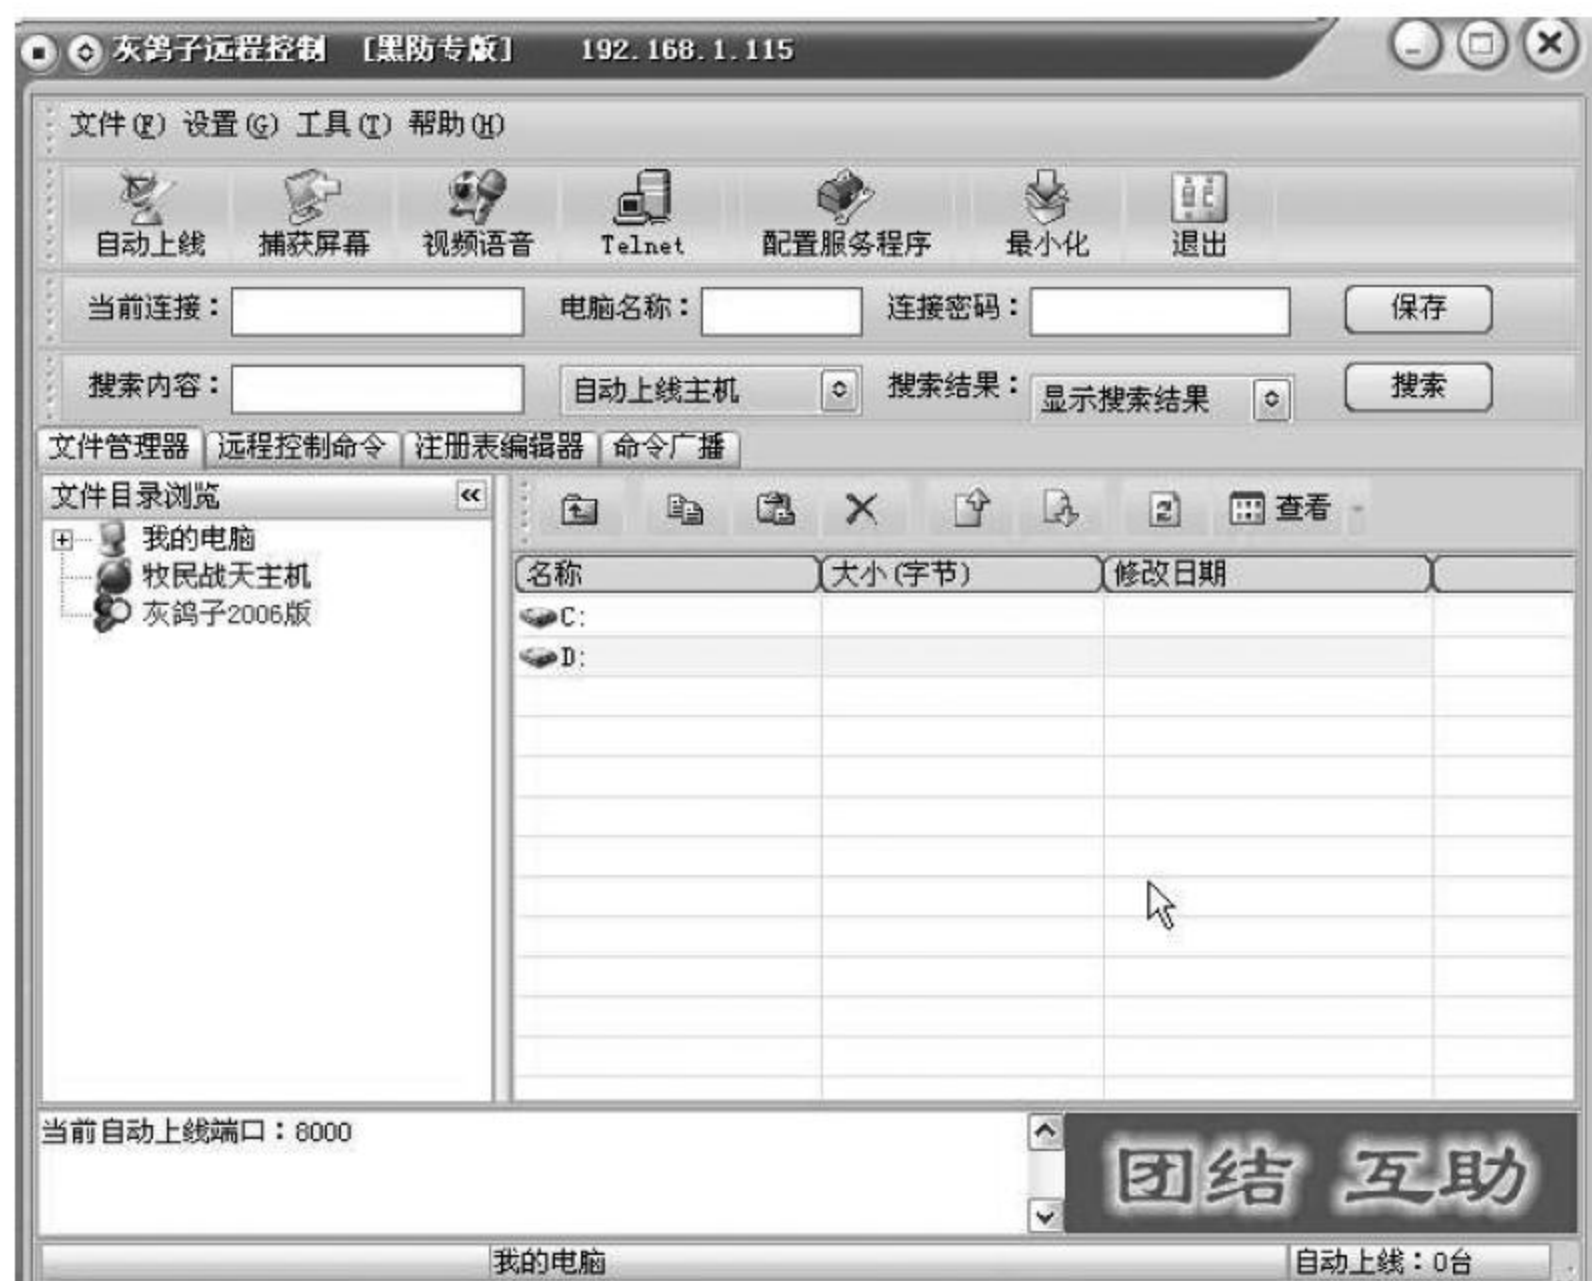 灰鸽子远程控制 [黑防专版] 192.168.1.115
文件(F) 设置(G) 工具(T) 帮助(H)
自动上线 捕获屏幕 视频语音 Telnet 配置服务程序 最小化 退出
当前连接： 电脑名称： 连接密码： 保存
搜索内容： 自动上线主机 搜索结果： 显示搜索结果 搜索
文件管理器 远程控制命令 注册表编辑器 命令广播
文件目录浏览 查看
我的电脑
牧民战天主机
灰鸽子2006版
名称 大小(字节) 修改日期
C:
D:
当前自动上线端口：8000
团结 互助
我的电脑 自动上线：0台